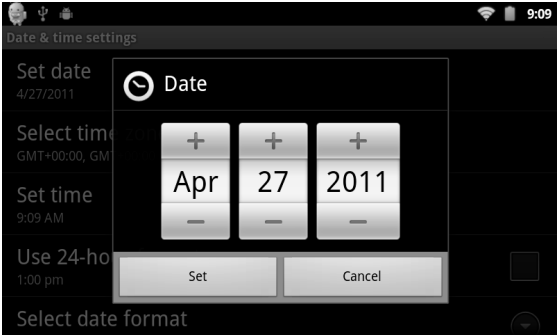 9:09
Date & time settings
Set date
4/27/2011
Date
Select time
GMT+00:00, GM
Apr 27 2011
Set time
9:09 AM
Use 24-ho
1:00 pm
Set Cancel
Select date format